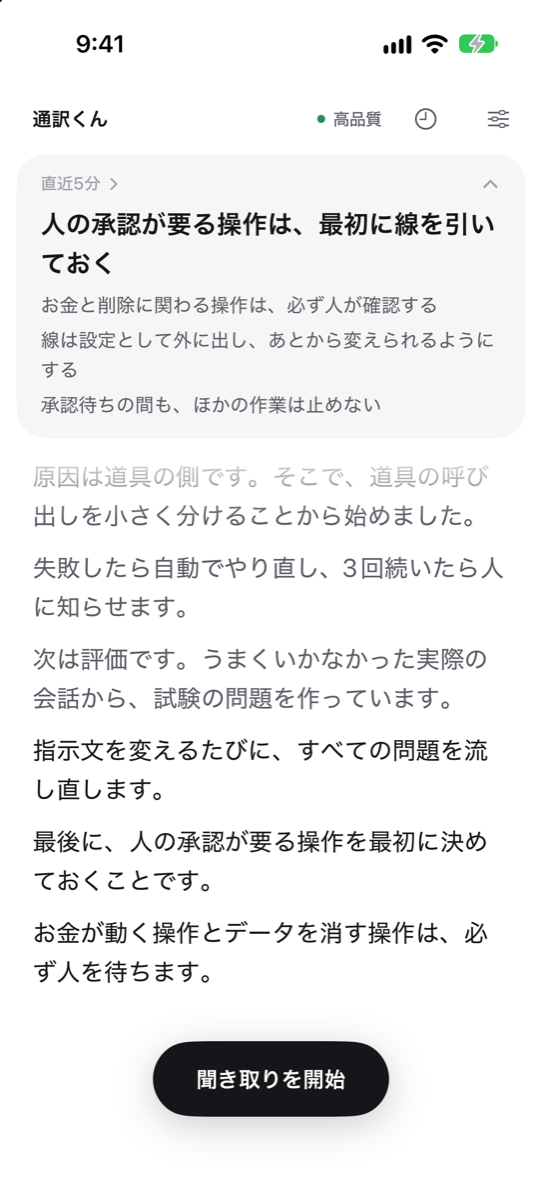 9:41
通訳くん
高品質
直近5分
人の承認が要る操作は、最初に線を引い
ておく
お金と削除に関わる操作は、必ず人が確認する
線は設定として外に出し、あとから変えられるように
する
承認待ちの間も、ほかの作業は止めない
原因は道具の側です。そこで、道具の呼び
出しを小さく分けることから始めました。
失敗したら自動でやり直し、3回続いたら人
に知らせます。
次は評価です。うまくいかなかった実際の
会話から、試験の問題を作っています。
指示文を変えるたびに、すべての問題を流
し直します。
最後に、人の承認が要る操作を最初に決め
ておくことです。
お金が動く操作とデータを消す操作は、必
ず人を待ちます。
聞き取りを開始